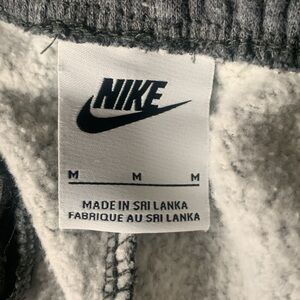 NIKE
M M M
MADE IN SRI LANKA
FABRIQUE AU SRI LANKA